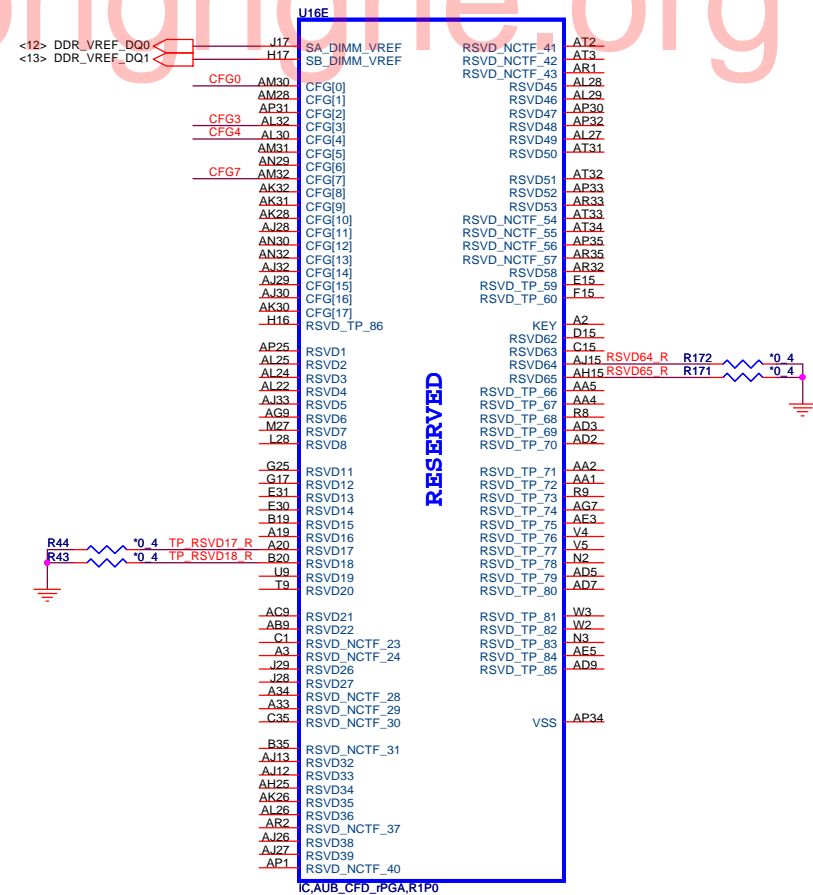 ongnghe.org
U16E
<12> DDR_VREF_DQ0 J17 SA_DIMM_VREF
<13> DDR_VREF_DQ1 H17 SB_DIMM_VREF
CFG0 AM30 CFG[0]
AM28 CFG[1]
AP31 CFG[2]
CFG3 AL32 CFG[3]
CFG4 AL30 CFG[4]
AM31 CFG[5]
AN29 CFG[6]
CFG7 AM32 CFG[7]
AK32 CFG[8]
AK31 CFG[9]
AK28 CFG[10]
AJ28 CFG[11]
AN30 CFG[12]
AN32 CFG[13]
AJ32 CFG[14]
AJ29 CFG[15]
AJ30 CFG[16]
AK30 CFG[17]
H16 RSVD_TP_86
AP25 RSVD1
AL25 RSVD2
AL24 RSVD3
AL22 RSVD4
AJ33 RSVD5
AG9 RSVD6
M27 RSVD7
L28 RSVD8
G25 RSVD11
G17 RSVD12
E31 RSVD13
E30 RSVD14
B19 RSVD15
A19 RSVD16
R44 *0_4 TP_RSVD17_R A20 RSVD17
R43 *0_4 TP_RSVD18_R B20 RSVD18
U9 RSVD19
T9 RSVD20
AC9 RSVD21
AB9 RSVD22
C1 RSVD_NCTF_23
A3 RSVD_NCTF_24
J29 RSVD26
J28 RSVD27
A34 RSVD_NCTF_28
A33 RSVD_NCTF_29
C35 RSVD_NCTF_30
B35 RSVD_NCTF_31
AJ13 RSVD32
AJ12 RSVD33
AH25 RSVD34
AK26 RSVD35
AL26 RSVD36
AR2 RSVD_NCTF_37
AJ26 RSVD38
AJ27 RSVD39
AP1 RSVD_NCTF_40
RESERVED
RSVD_NCTF_41 AT2
RSVD_NCTF_42 AT3
RSVD_NCTF_43 AR1
RSVD45 AL28
RSVD46 AL29
RSVD47 AP30
RSVD48 AP32
RSVD49 AL27
RSVD50 AT31
RSVD51 AT32
RSVD52 AP33
RSVD53 AR33
RSVD_NCTF_54 AT33
RSVD_NCTF_55 AT34
RSVD_NCTF_56 AP35
RSVD_NCTF_57 AR35
RSVD58 AR32
RSVD_TP_59 E15
RSVD_TP_60 F15
KEY A2
RSVD62 D15
RSVD63 C15
RSVD64 AJ15 RSVD64_R R172 *0_4
RSVD65 AH15 RSVD65_R R171 *0_4
RSVD_TP_66 AA5
RSVD_TP_67 AA4
RSVD_TP_68 R8
RSVD_TP_69 AD3
RSVD_TP_70 AD2
RSVD_TP_71 AA2
RSVD_TP_72 AA1
RSVD_TP_73 R9
RSVD_TP_74 AG7
RSVD_TP_75 AE3
RSVD_TP_76 V4
RSVD_TP_77 V5
RSVD_TP_78 N2
RSVD_TP_79 AD5
RSVD_TP_80 AD7
RSVD_TP_81 W3
RSVD_TP_82 W2
RSVD_TP_83 N3
RSVD_TP_84 AE5
RSVD_TP_85 AD9
VSS AP34
IC,AUB_CFD_rPGA,R1P0